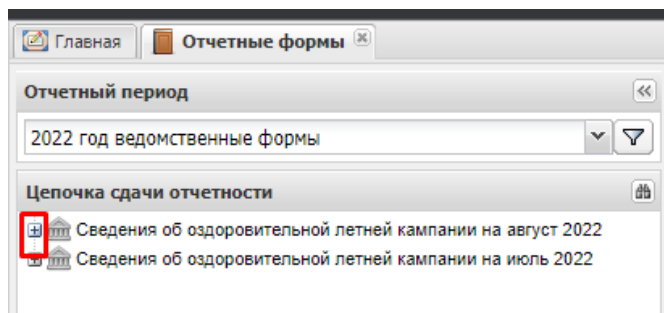 Главная
Отчетные формы
Отчетный период
2022 год ведомственные формы
Цепочка сдачи отчетности
Сведения об оздоровительной летней кампании на август 2022
Сведения об оздоровительной летней кампании на июль 2022